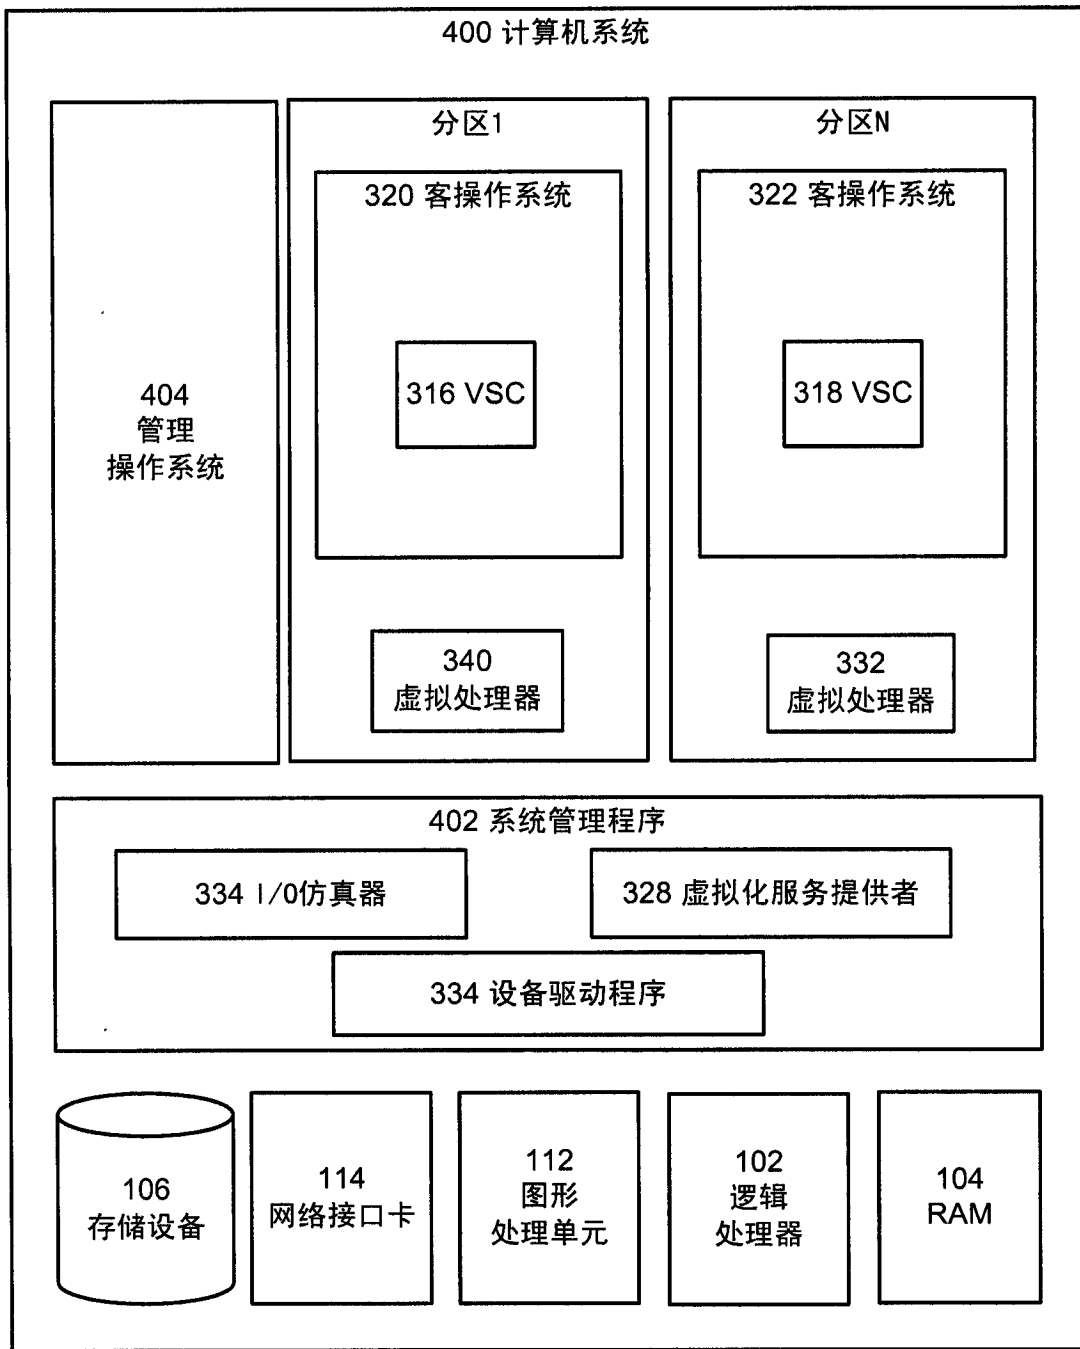 400 计算机系统
分区1
分区N
320 客操作系统
322 客操作系统
316 VSC
318 VSC
404
管理
操作系统
340
虚拟处理器
332
虚拟处理器
402 系统管理程序
334 I/0仿真器
328 虚拟化服务提供者
334 设备驱动程序
106
存储设备
114
网络接口卡
112
图形
处理单元
102
逻辑
处理器
104
RAM